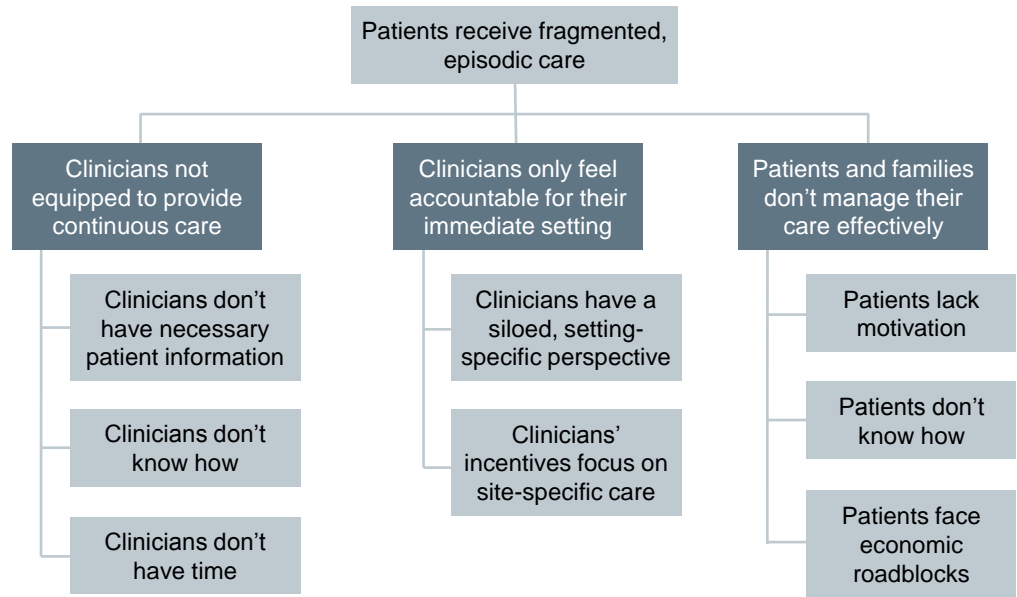 Patients receive fragmented,
episodic care
Clinicians not
equipped to provide
continuous care
Clinicians don't
have necessary
patient information
Clinicians don't
know how
Clinicians don't
have time
Clinicians only feel
accountable for their
immediate setting
Clinicians have a
siloed, setting-
specific perspective
Clinicians'
incentives focus on
site-specific care
Patients and families
don't manage their
care effectively
Patients lack
motivation
Patients don't
know how
Patients face
economic
roadblocks